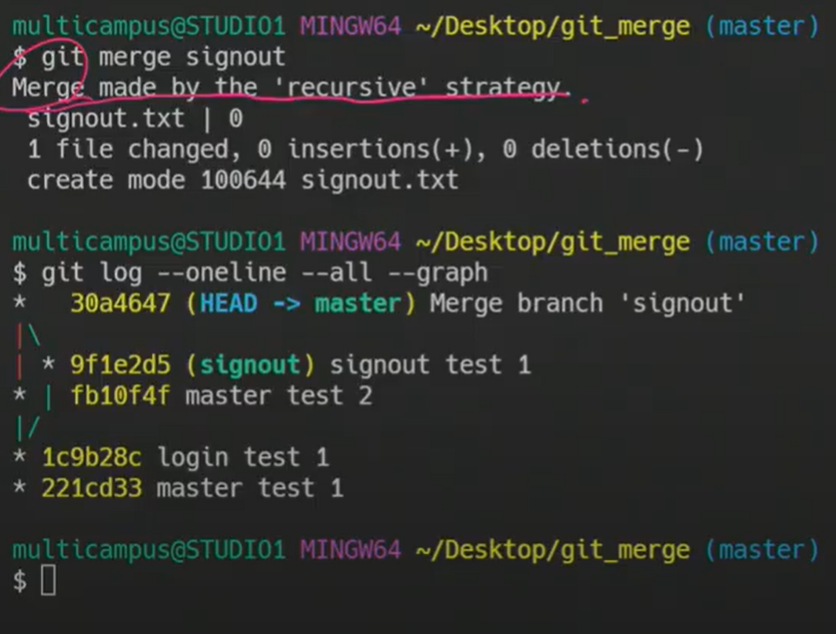 multicampus@STUDIO1 MINGW64 ~/Desktop/git_merge (master)
$ git merge signout
Merge made by the 'recursive' strategy.
 signout.txt | 0
 1 file changed, 0 insertions(+), 0 deletions(-)
 create mode 100644 signout.txt

multicampus@STUDIO1 MINGW64 ~/Desktop/git_merge (master)
$ git log --oneline --all --graph
*   30a4647 (HEAD -> master) Merge branch 'signout'
|\
| * 9f1e2d5 (signout) signout test 1
* | fb10f4f master test 2
|/
* 1c9b28c login test 1
* 221cd33 master test 1

multicampus@STUDIO1 MINGW64 ~/Desktop/git_merge (master)
$